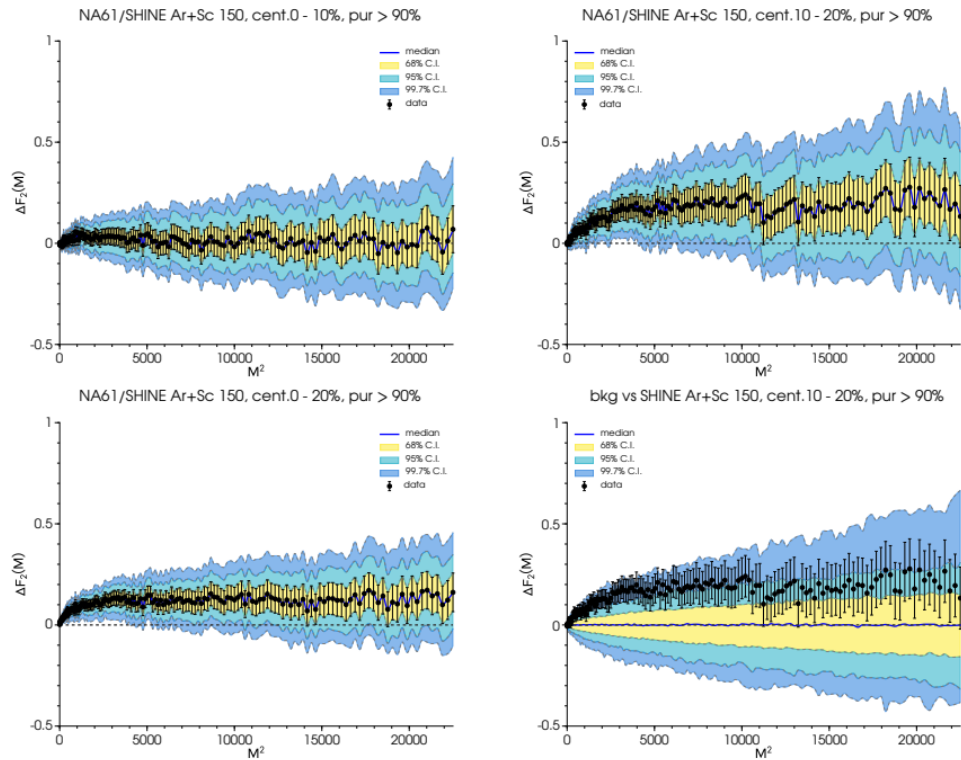 NA61/SHINE Ar+Sc 150, cent.0 - 10%, pur > 90%
1
0.5
0
-0.5
ΔF₂(M)
median
68% C.I.
95% C.I.
99.7% C.I.
data
0 5000 10000 15000 20000
M²
NA61/SHINE Ar+Sc 150, cent.10 - 20%, pur > 90%
1
0.5
0
-0.5
ΔF₂(M)
median
68% C.I.
95% C.I.
99.7% C.I.
data
0 5000 10000 15000 20000
M²
NA61/SHINE Ar+Sc 150, cent.0 - 20%, pur > 90%
1
0.5
0
-0.5
ΔF₂(M)
median
68% C.I.
95% C.I.
99.7% C.I.
data
0 5000 10000 15000 20000
M²
bkg vs SHINE Ar+Sc 150, cent.10 - 20%, pur > 90%
1
0.5
0
-0.5
ΔF₂(M)
median
68% C.I.
95% C.I.
99.7% C.I.
data
0 5000 10000 15000 20000
M²